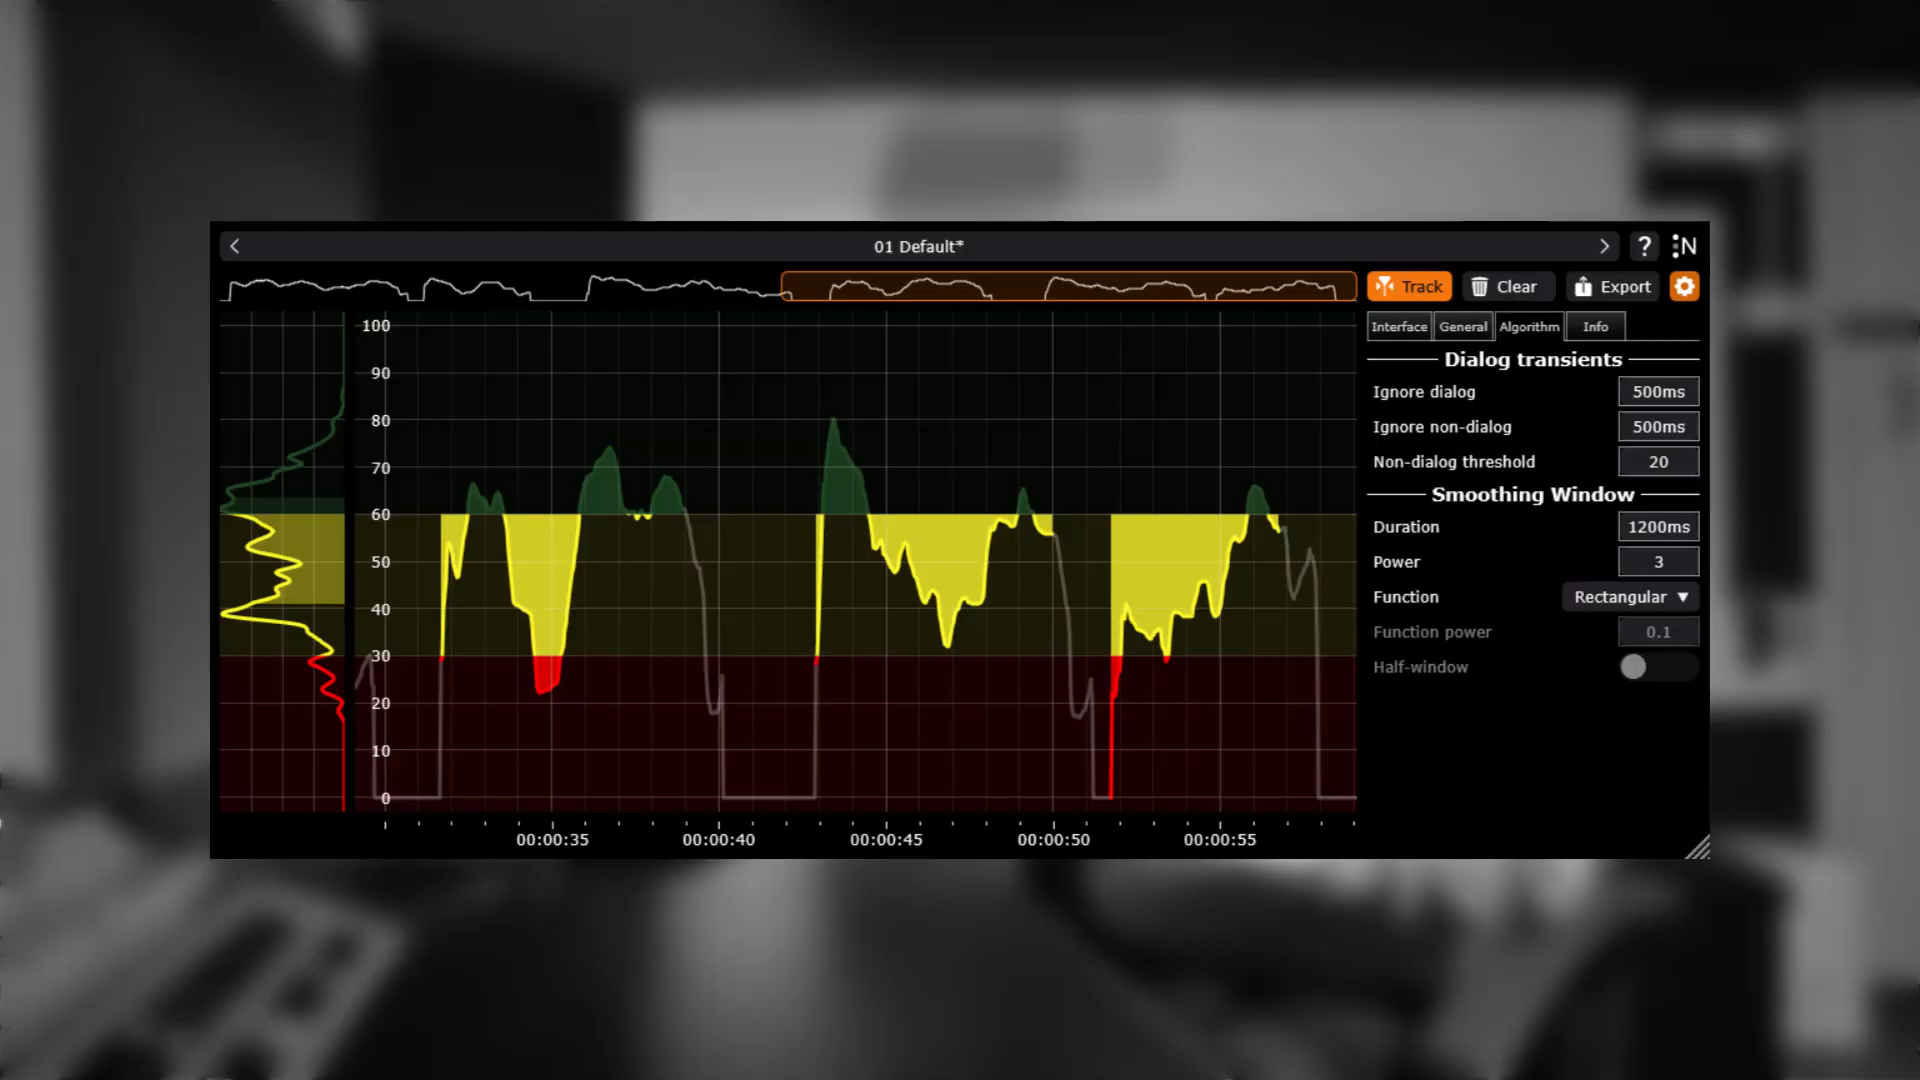 01 Default*
? :N
Track Clear Export
Interface General Algorithm Info
Dialog transients
Ignore dialog 500ms
Ignore non-dialog 500ms
Non-dialog threshold 20
Smoothing Window
Duration 1200ms
Power 3
Function Rectangular
Function power 0.1
Half-window
100
90
80
70
60
50
40
30
20
10
0
00:00:35 00:00:40 00:00:45 00:00:50 00:00:55